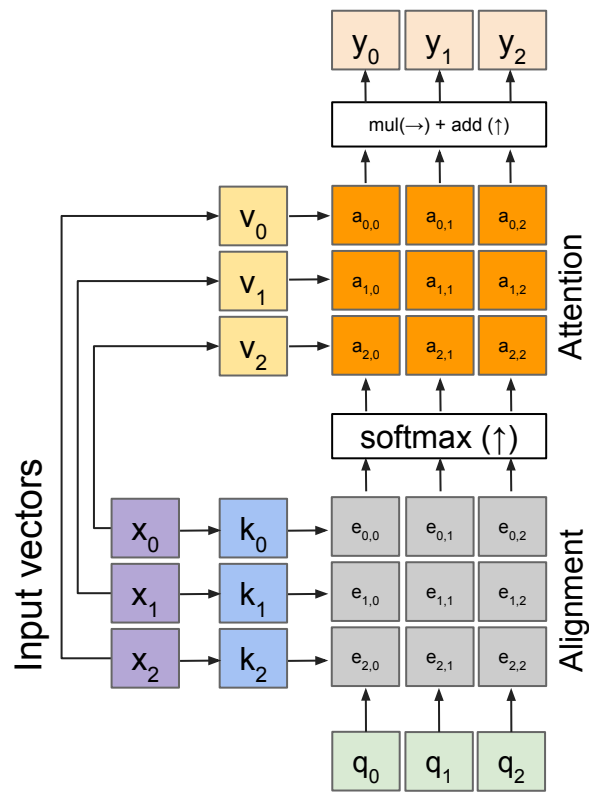 y0 y1 y2
mul(→) + add (↑)
v0 a0,0 a0,1 a0,2
v1 a1,0 a1,1 a1,2
v2 a2,0 a2,1 a2,2
Attention
softmax (↑)
Input vectors
x0 k0 e0,0 e0,1 e0,2
x1 k1 e1,0 e1,1 e1,2
x2 k2 e2,0 e2,1 e2,2
Alignment
q0 q1 q2